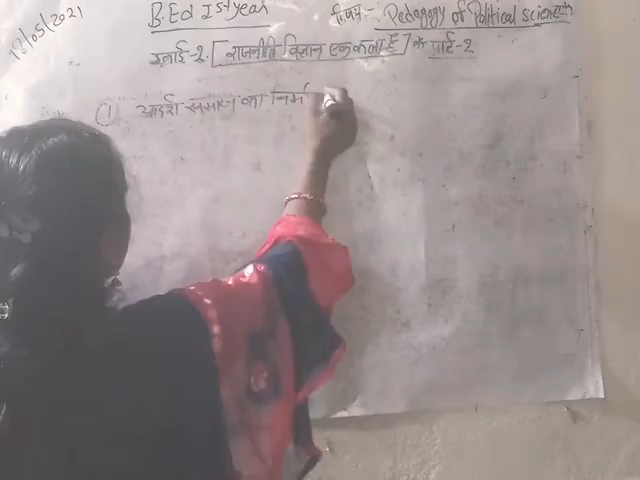 18/05/2021
B.Ed Ist year विषय:- Pedagogy of Political science
इकाई-2. [राजनीति विज्ञान एक कला है] के पार्ट-2
① आदर्श समाज का निर्मा